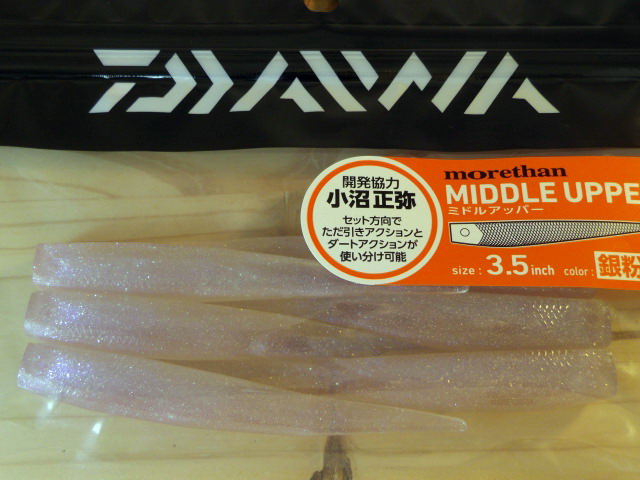 DAIWA
開発協力
小沼 正弥
セット方向で
ただ引きアクションと
ダートアクションが
使い分け可能
morethan
MIDDLE UPPE
ミドルアッパー
size : 3.5inch color : 銀粉